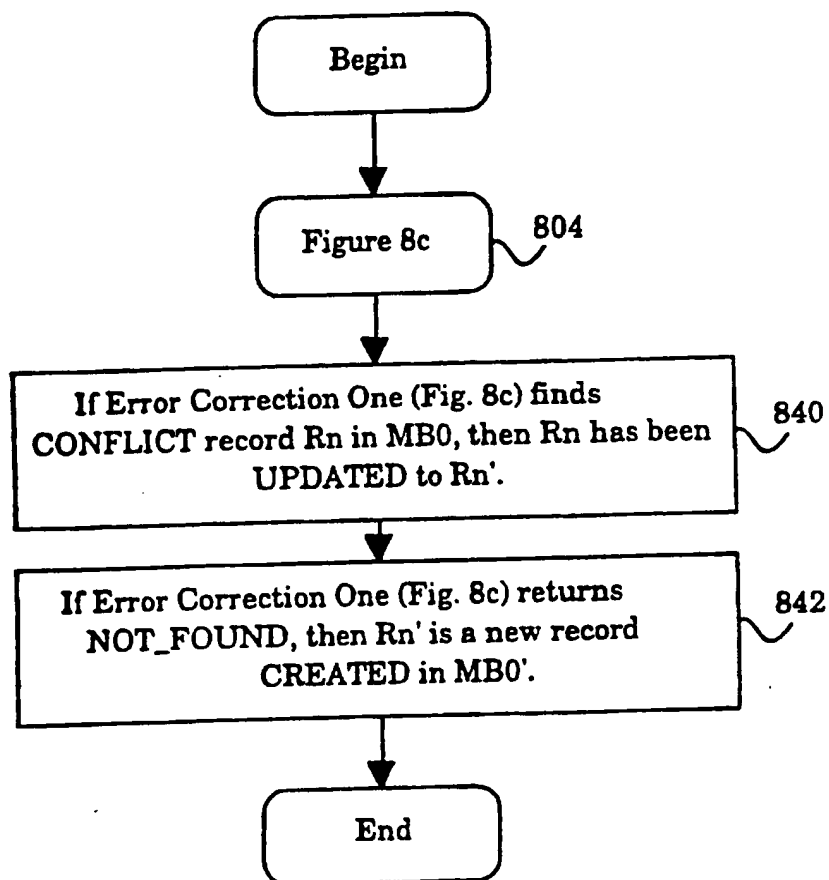 Begin
Figure 8c
804
If Error Correction One (Fig. 8c) finds
CONFLICT record Rn in MB0, then Rn has been
UPDATED to Rn'.
840
If Error Correction One (Fig. 8c) returns
NOT_FOUND, then Rn' is a new record
CREATED in MB0'.
842
End